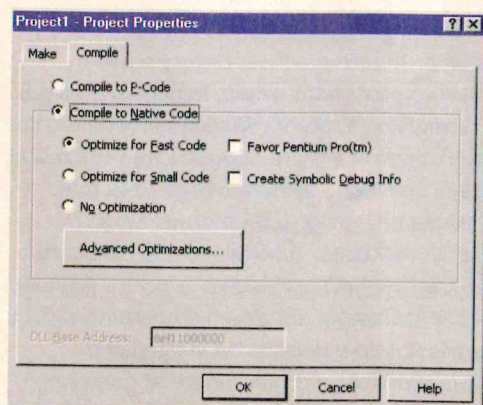 Project1 - Project Properties
Make Compile
Compile to P-Code
Compile to Native Code
Optimize for Fast Code Favor Pentium Pro(tm)
Optimize for Small Code Create Symbolic Debug Info
No Optimization
Advanced Optimizations...
DLL Base Address: &H11000000
OK Cancel Help